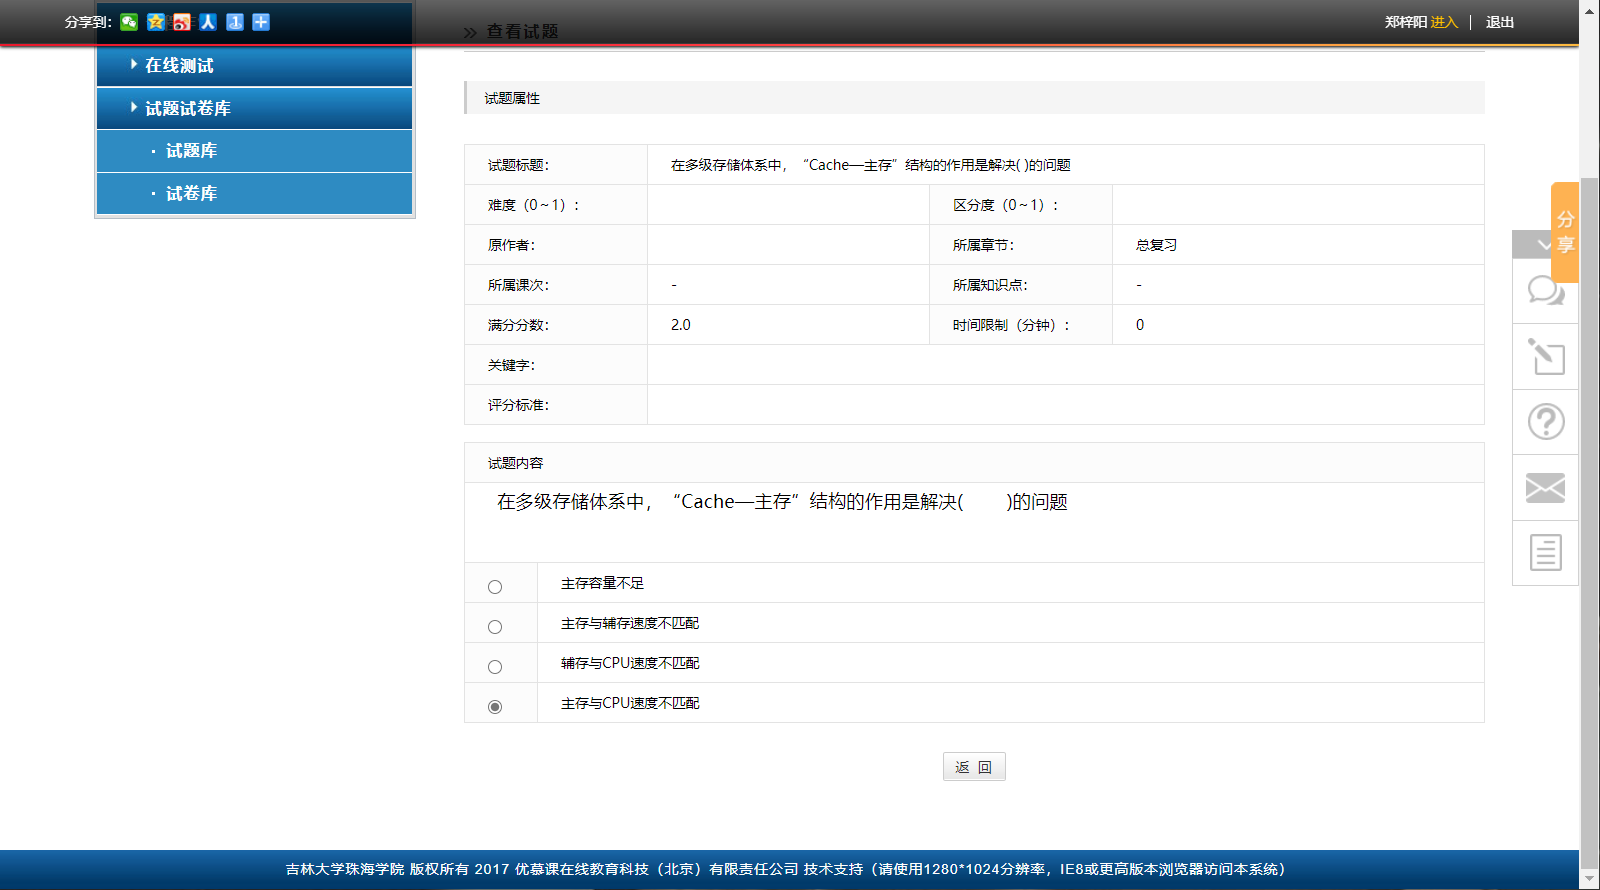 分享到：
郑梓阳 进入 | 退出
查看试题
在线测试
试题试卷库
· 试题库
· 试卷库
试题属性
试题标题： 在多级存储体系中，“Cache—主存”结构的作用是解决( )的问题
难度（0～1）： 区分度（0～1）：
原作者： 所属章节： 总复习
所属课次： - 所属知识点： -
满分分数： 2.0 时间限制（分钟）： 0
关键字：
评分标准：
试题内容
在多级存储体系中，“Cache—主存”结构的作用是解决( )的问题
主存容量不足
主存与辅存速度不匹配
辅存与CPU速度不匹配
主存与CPU速度不匹配
返 回
分享
吉林大学珠海学院 版权所有 2017 优慕课在线教育科技（北京）有限责任公司 技术支持（请使用1280*1024分辨率，IE8或更高版本浏览器访问本系统）